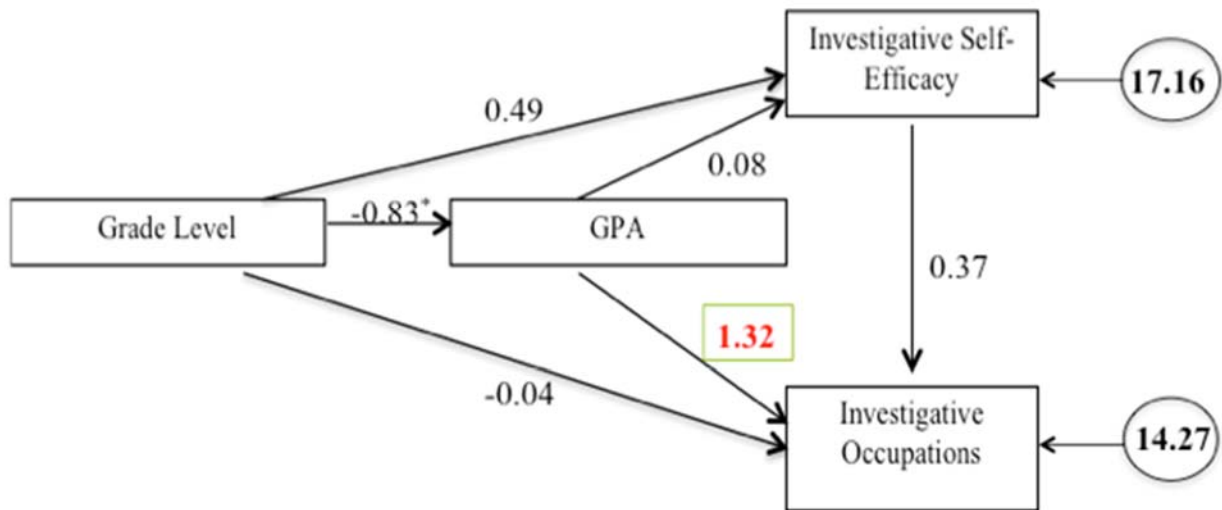 Investigative Self-
Efficacy
17.16
0.49
0.08
Grade Level
-0.83*
GPA
0.37
1.32
-0.04
Investigative
Occupations
14.27